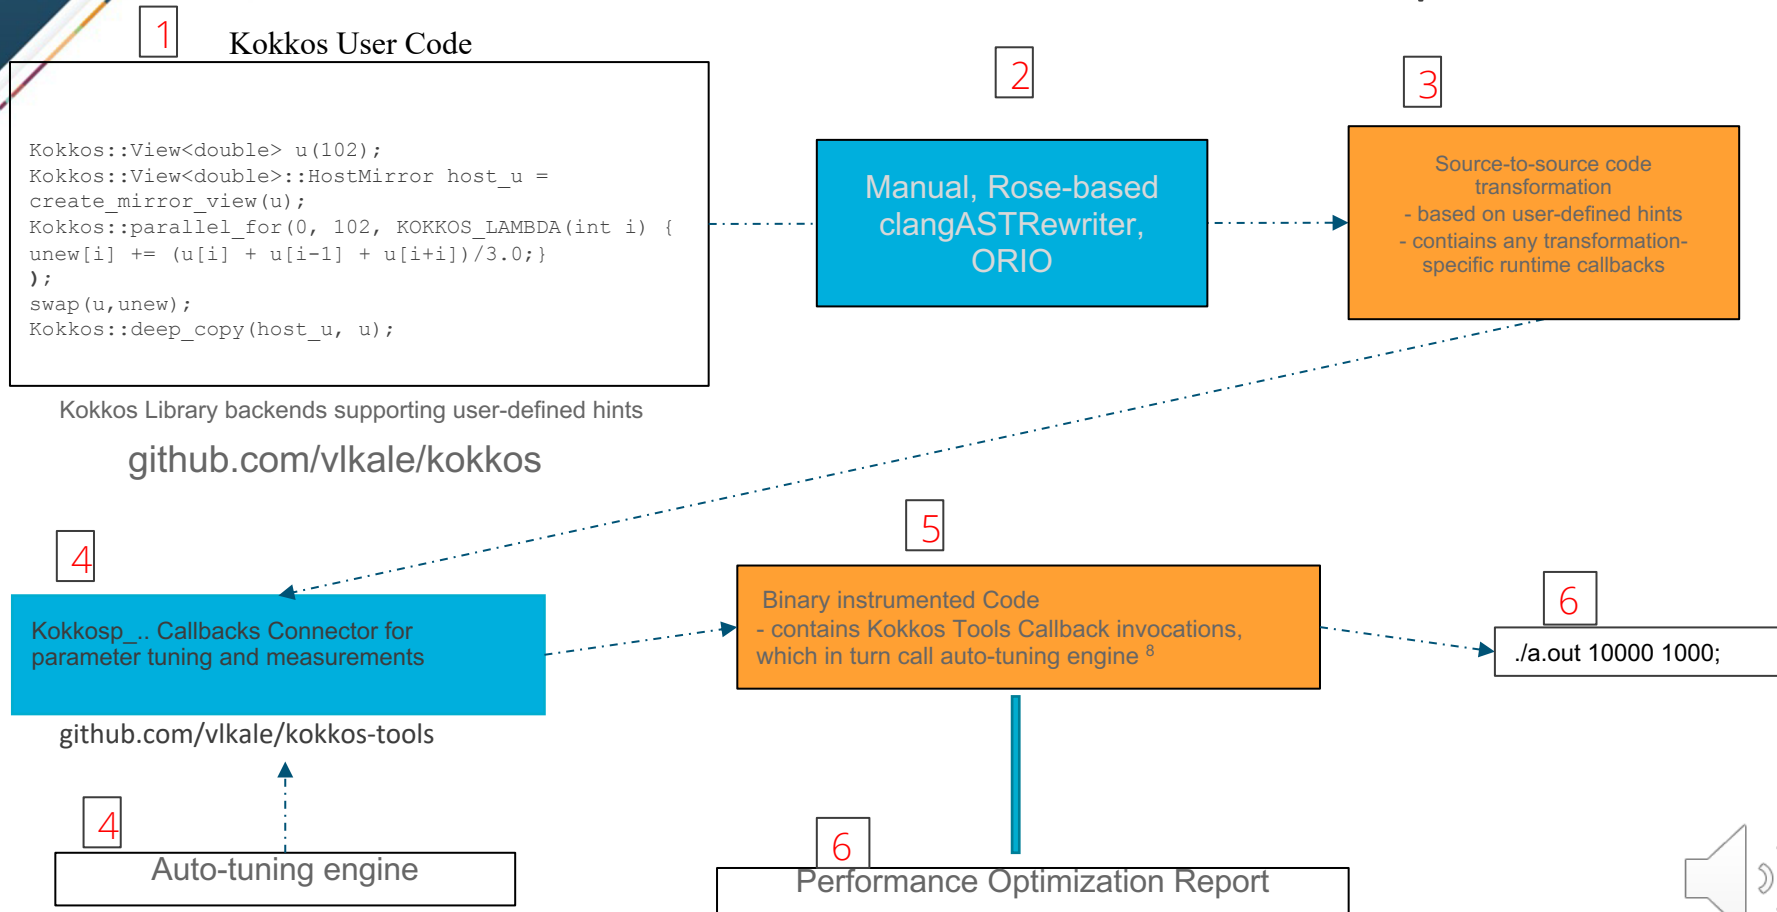 1
Kokkos User Code
Kokkos::View<double> u(102);
Kokkos::View<double>::HostMirror host_u =
create_mirror_view(u);
Kokkos::parallel_for(0, 102, KOKKOS_LAMBDA(int i) {
unew[i] += (u[i] + u[i-1] + u[i+i])/3.0;}
);
swap(u,unew);
Kokkos::deep_copy(host_u, u);
Kokkos Library backends supporting user-defined hints
github.com/vlkale/kokkos
2
Manual, Rose-based
clangASTRewriter,
ORIO
3
Source-to-source code
transformation
- based on user-defined hints
- contiains any transformation-
specific runtime callbacks
4
Kokkosp_.. Callbacks Connector for
parameter tuning and measurements
github.com/vlkale/kokkos-tools
4
Auto-tuning engine
5
Binary instrumented Code
- contains Kokkos Tools Callback invocations,
which in turn call auto-tuning engine 8
6
./a.out 10000 1000;
6
Performance Optimization Report